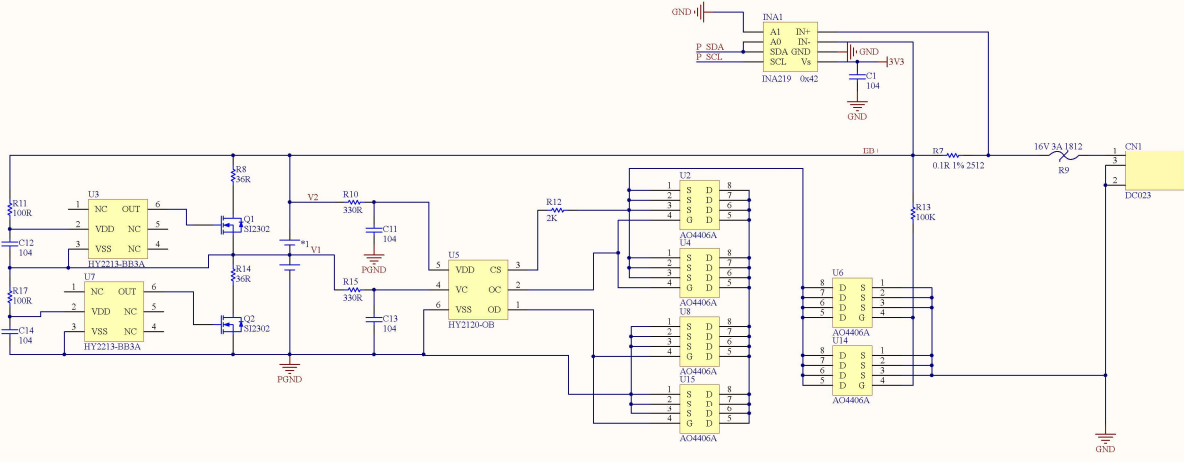 GND
INA1
A1 IN+
A0 IN-
SDA GND
SCL Vs
INA219 0x42
P_SDA
P_SCL
GND
3V3
C1
104
GND
EB+
R7
0.1R 1% 2512
16V 3A 1812
R9
CN1
1
3
2
DC023
R8
36R
R11
100R
U3
1 NC OUT 6
2 VDD NC 5
3 VSS NC 4
HY2213-BB3A
C12
104
Q1
SI2302
V2
R10
330R
C11
104
PGND
*1
V1
R12
2K
R17
100R
U7
1 NC OUT 6
2 VDD NC 5
3 VSS NC 4
HY2213-BB3A
C14
104
R14
36R
Q2
SI2302
R15
330R
C13
104
PGND
U5
5 VDD CS 3
4 VC OC 2
6 VSS OD 1
HY2120-OB
U2
1 S D 8
2 S D 7
3 S D 6
4 G D 5
AO4406A
U4
1 S D 8
2 S D 7
3 S D 6
4 G D 5
AO4406A
U8
1 S D 8
2 S D 7
3 S D 6
4 G D 5
AO4406A
U15
1 S D 8
2 S D 7
3 S D 6
4 G D 5
AO4406A
R13
100K
U6
8 D S 1
7 D S 2
6 D S 3
5 D G 4
AO4406A
U14
8 D S 1
7 D S 2
6 D S 3
5 D G 4
AO4406A
GND